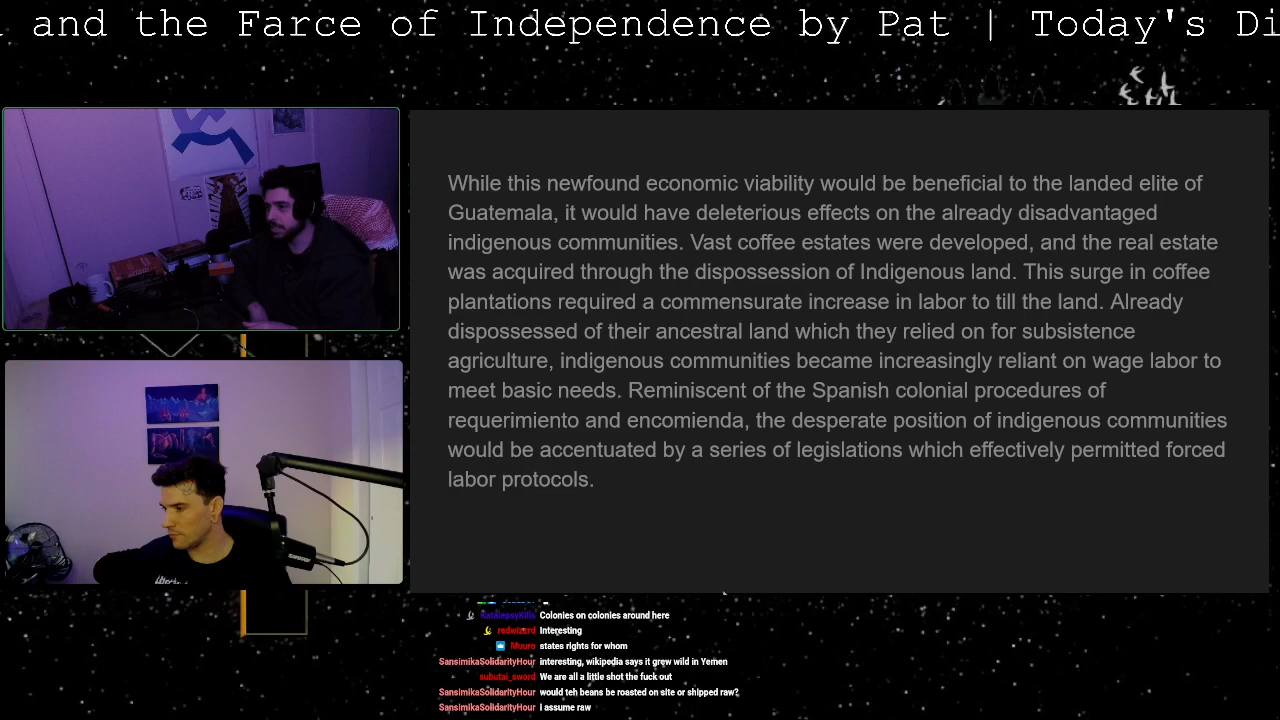 and the Farce of Independence by Pat | Today's Di
While this newfound economic viability would be beneficial to the landed elite of
Guatemala, it would have deleterious effects on the already disadvantaged
indigenous communities. Vast coffee estates were developed, and the real estate
was acquired through the dispossession of Indigenous land. This surge in coffee
plantations required a commensurate increase in labor to till the land. Already
dispossessed of their ancestral land which they relied on for subsistence
agriculture, indigenous communities became increasingly reliant on wage labor to
meet basic needs. Reminiscent of the Spanish colonial procedures of
requerimiento and encomienda, the desperate position of indigenous communities
would be accentuated by a series of legislations which effectively permitted forced
labor protocols.
SHURE
NatalepsyKills Colonies on colonies around here
redwizard Interesting
Muuro states rights for whom
SansimikaSolidarityHour interesting, wikipedia says it grew wild in Yemen
subutai_sword We are all a little shot the fuck out
SansimikaSolidarityHour would teh beans be roasted on site or shipped raw?
SansimikaSolidarityHour i assume raw